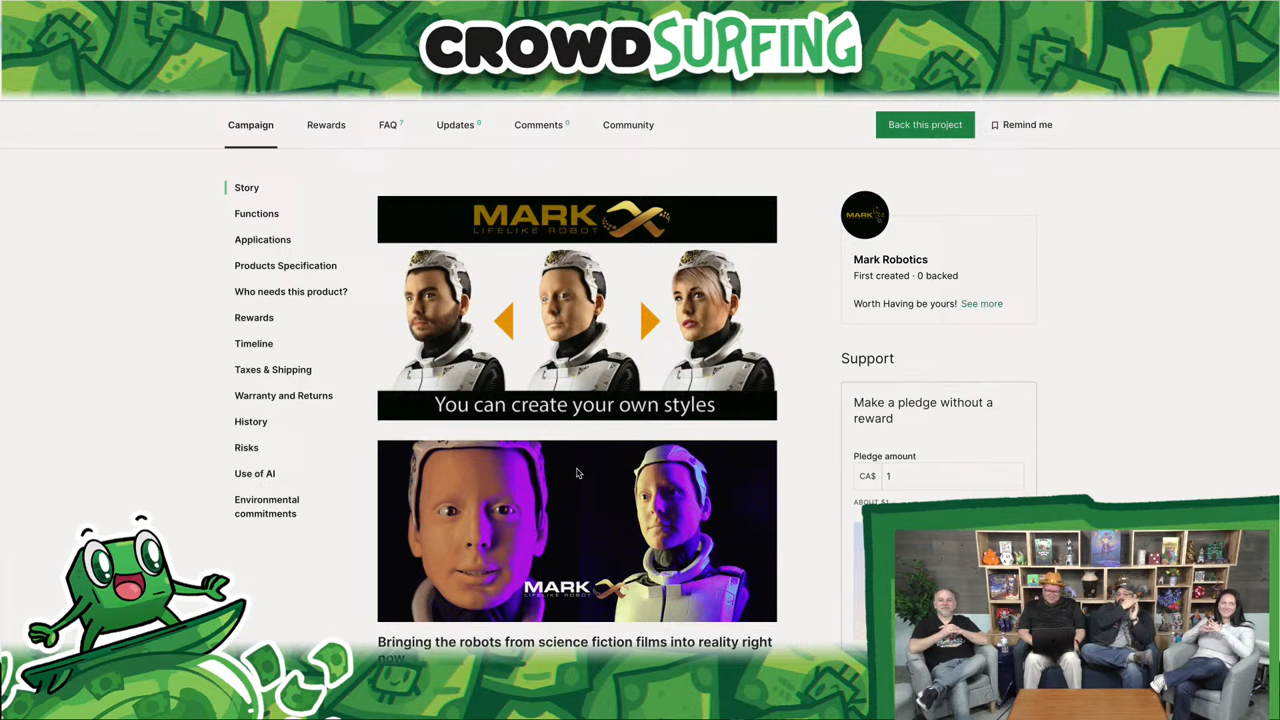 CROWDSURFING
Campaign
Rewards
FAQ 7
Updates 0
Comments 0
Community
Back this project
Remind me
Story
Functions
Applications
Products Specification
Who needs this product?
Rewards
Timeline
Taxes & Shipping
Warranty and Returns
History
Risks
Use of AI
Environmental
commitments
MARK X
LIFELIKE ROBOT
You can create your own styles
MARK X
LIFELIKE ROBOT
Bringing the robots from science fiction films into reality right
now
MARK
Mark Robotics
First created · 0 backed
Worth Having be yours! See more
Support
Make a pledge without a
reward
Pledge amount
CA$ 1
ABOUT $1